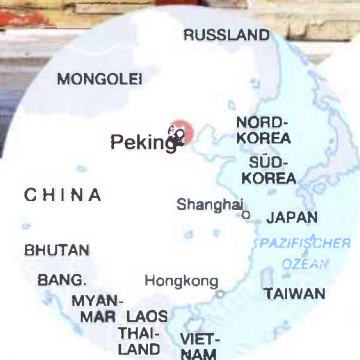 RUSSLAND
MONGOLEI
Peking
NORD-
KOREA
SÜD-
KOREA
CHINA
Shanghai
JAPAN
PAZIFISCHER
OZEAN
BHUTAN
BANG.
Hongkong
TAIWAN
MYAN-
MAR
LAOS
THAI-
LAND
VIET-
NAM